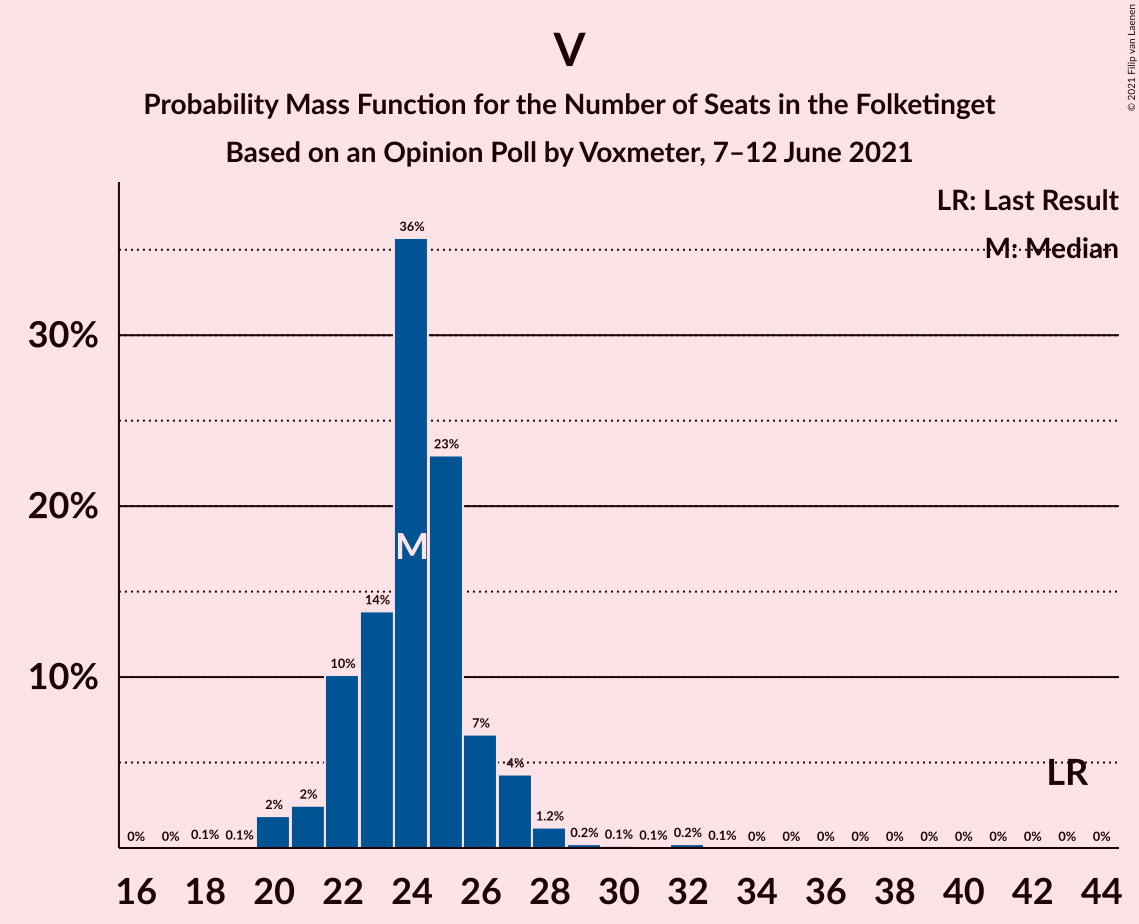 V
Probability Mass Function for the Number of Seats in the Folketinget
Based on an Opinion Poll by Voxmeter, 7–12 June 2021
© 2021 Filip van Laenen
LR: Last Result
M: Median
30%
20%
10%
0% 0% 0.1% 0.1% 2% 2% 10% 14% 36% 23% 7% 4% 1.2% 0.2% 0.1% 0.1% 0.2% 0.1% 0% 0% 0% 0% 0% 0% 0% 0% 0% 0% 0%
M
LR
16 18 20 22 24 26 28 30 32 34 36 38 40 42 44